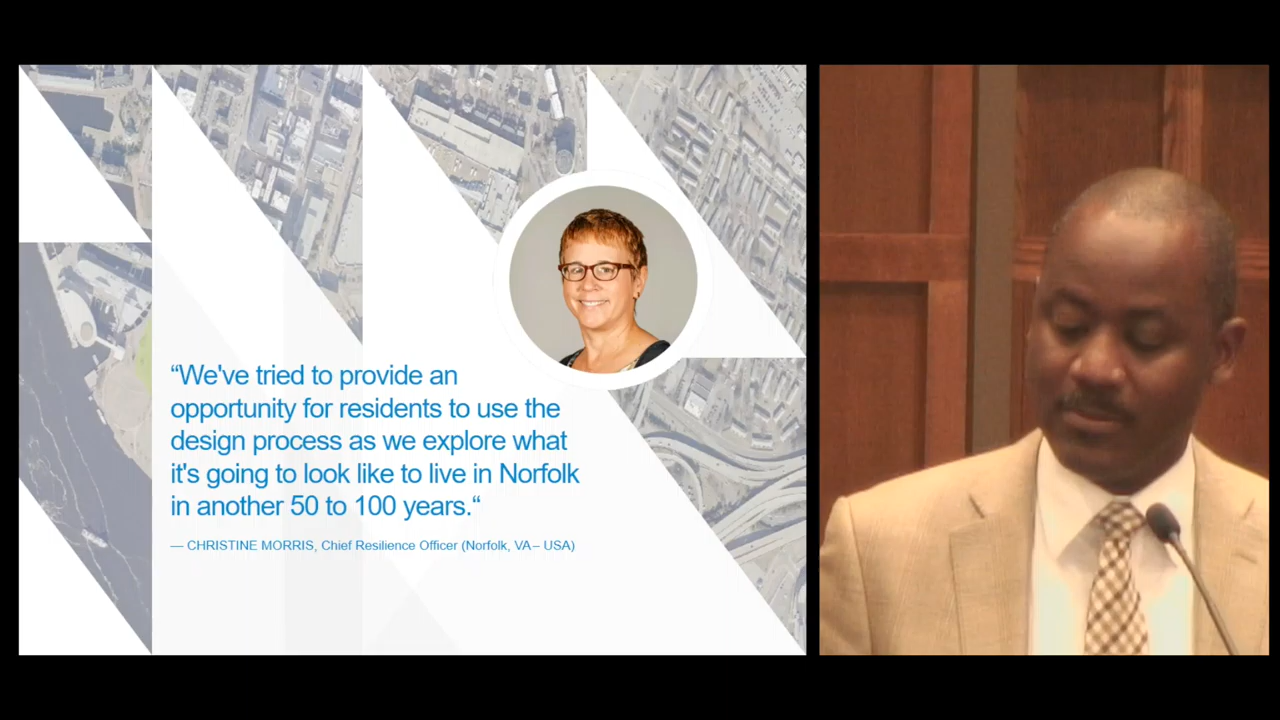 “We've tried to provide an
opportunity for residents to use the
design process as we explore what
it's going to look like to live in Norfolk
in another 50 to 100 years.“
— CHRISTINE MORRIS, Chief Resilience Officer (Norfolk, VA– USA)